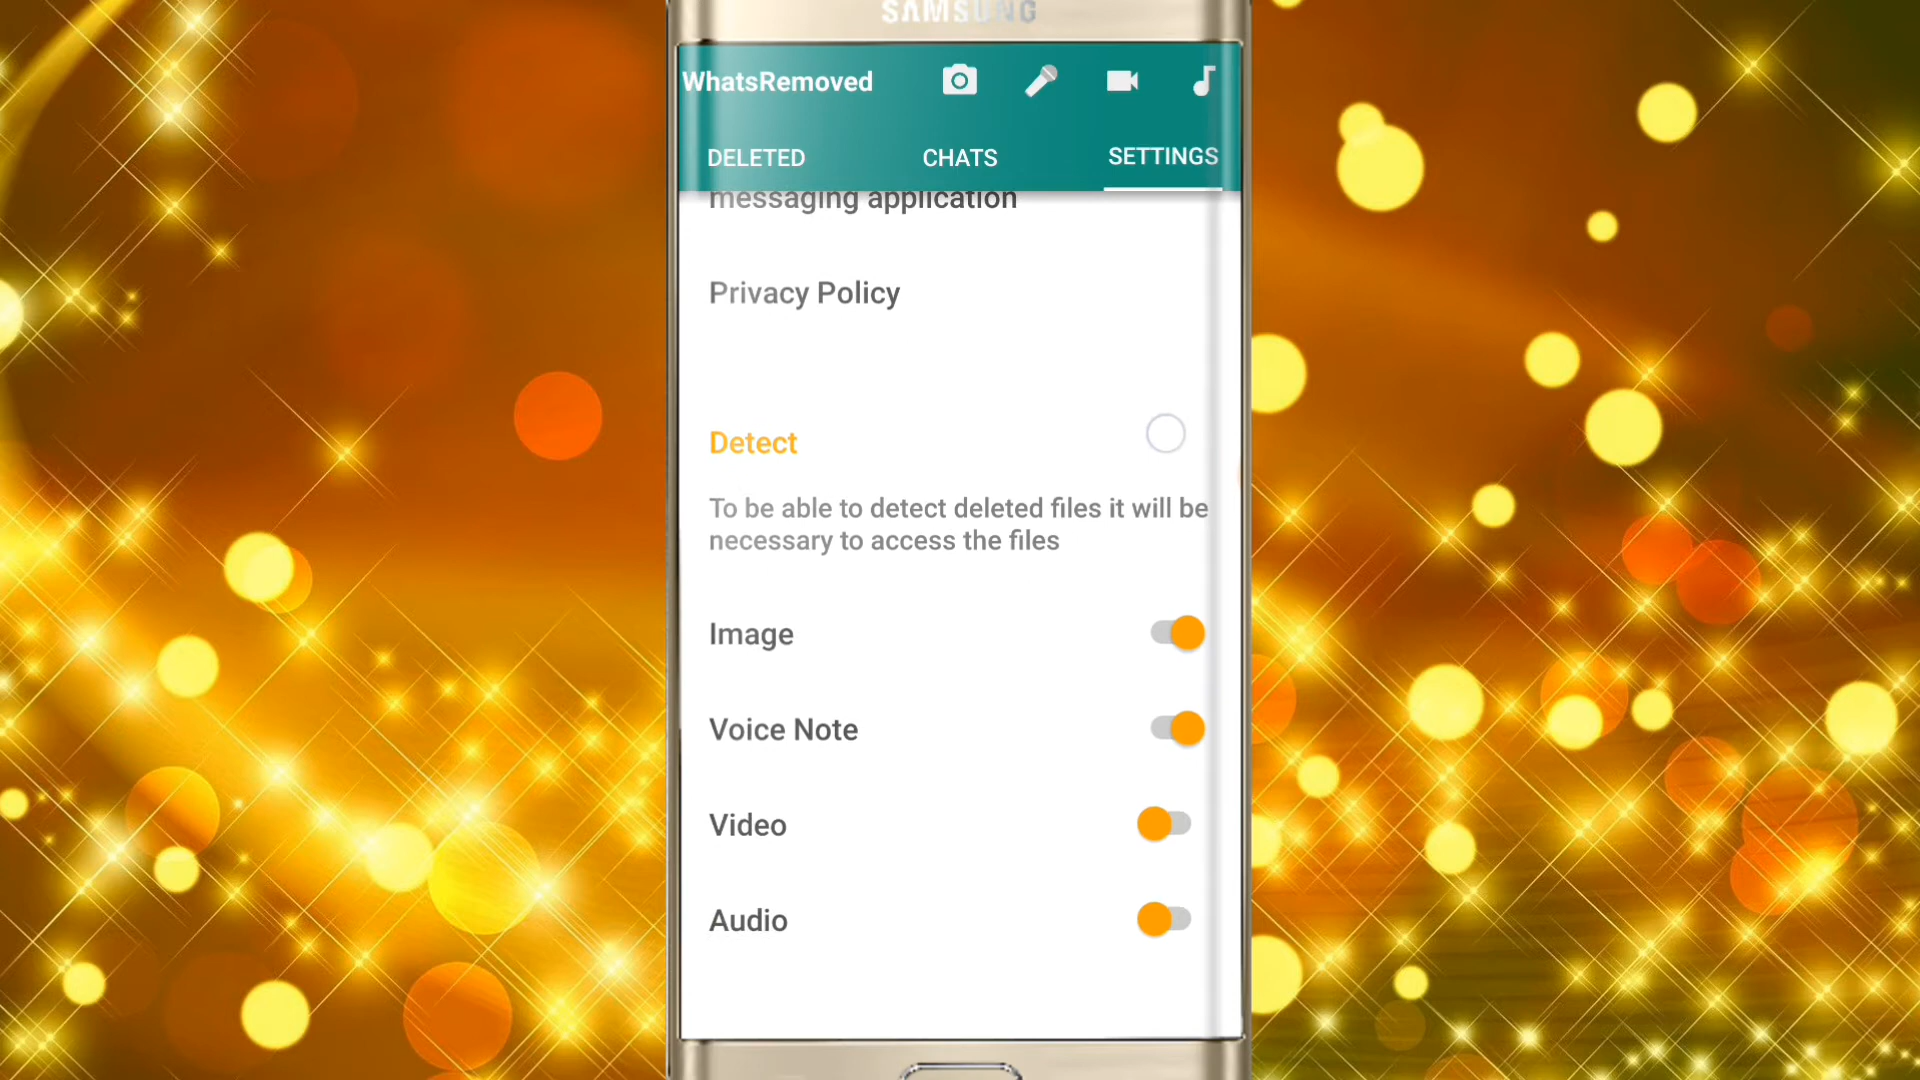 SAMSUNG
WhatsRemoved
DELETED CHATS SETTINGS
messaging application
Privacy Policy
Detect
To be able to detect deleted files it will be
necessary to access the files
Image
Voice Note
Video
Audio